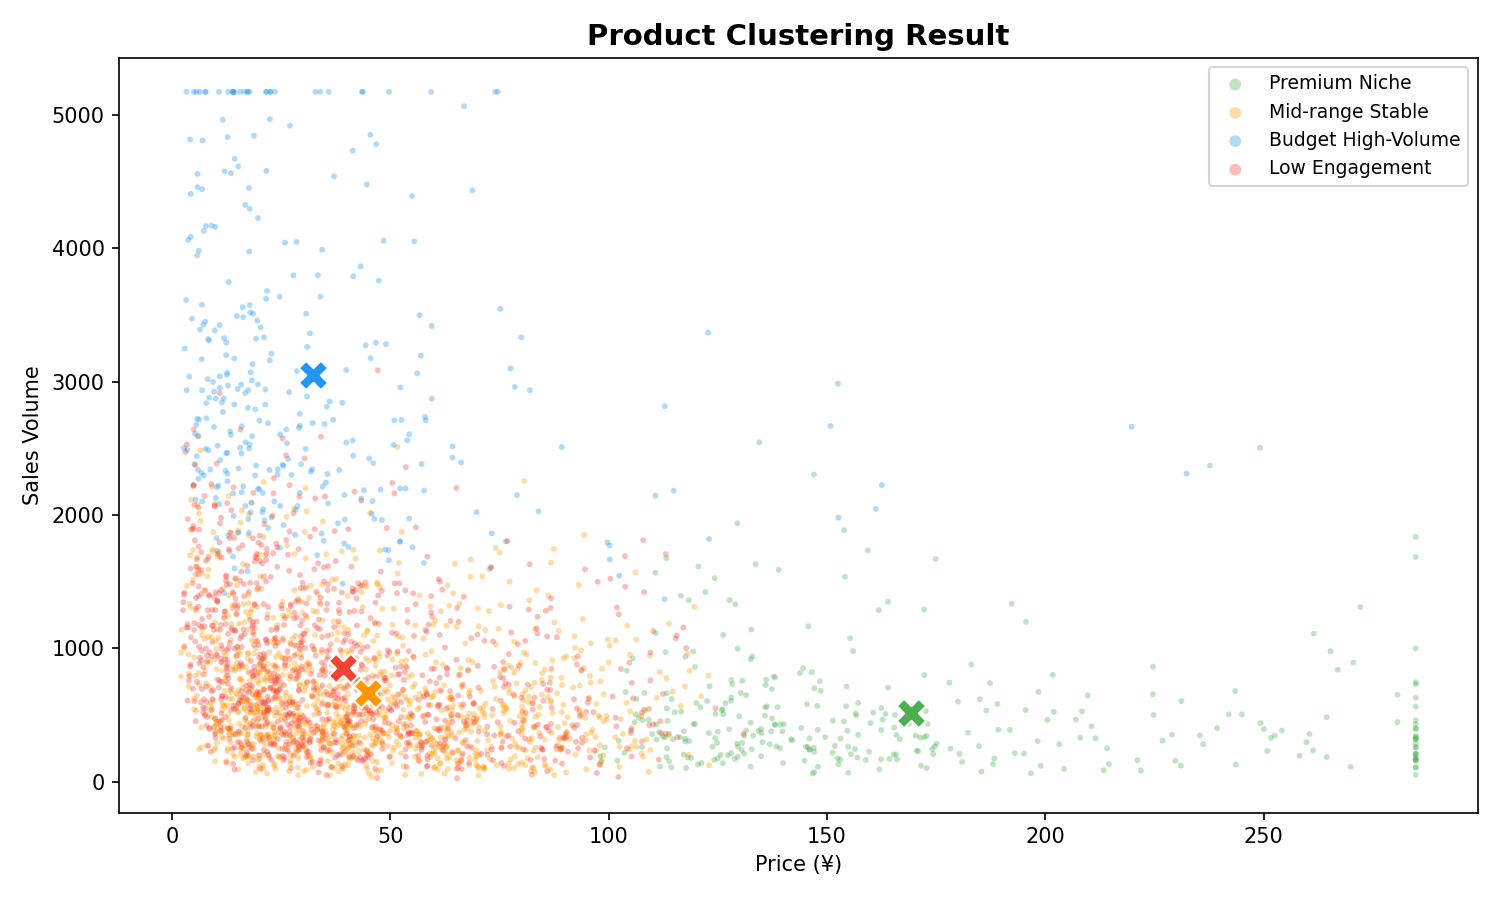 Product Clustering Result
Premium Niche
Mid-range Stable
Budget High-Volume
Low Engagement
Sales Volume
5000
4000
3000
2000
1000
0
0 50 100 150 200 250
Price (¥)